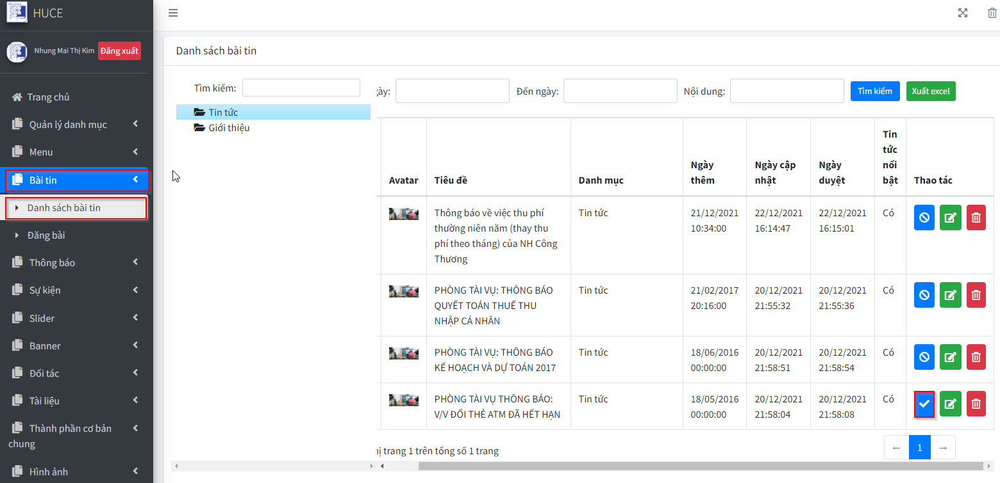 HUCE
Nhung Mai Thị Kim
Đăng xuất
Trang chủ
Quản lý danh mục
Menu
Bài tin
Danh sách bài tin
Đăng bài
Thông báo
Sự kiện
Slider
Banner
Đối tác
Tài liệu
Thành phần cơ bản
chung
Hình ảnh
Danh sách bài tin
Tìm kiếm:
Tin tức
Giới thiệu
gày:
Đến ngày:
Nội dung:
Tìm kiếm
Xuất excel
Avatar
Tiêu đề
Danh mục
Ngày
thêm
Ngày cập
nhật
Ngày
duyệt
Tin
tức
nổi
bật
Thao tác
Thông báo về việc thu phí
thường niên năm (thay thu
phí theo tháng) của NH Công
Thương
Tin tức
21/12/2021
10:34:00
22/12/2021
16:14:47
22/12/2021
16:15:01
Có
PHÒNG TÀI VỤ: THÔNG BÁO
QUYẾT TOÁN THUẾ THU
NHẬP CÁ NHÂN
Tin tức
21/02/2017
20:16:00
20/12/2021
21:55:32
20/12/2021
21:55:36
Có
PHÒNG TÀI VỤ: THÔNG BÁO
KẾ HOẠCH VÀ DỰ TOÁN 2017
Tin tức
18/06/2016
00:00:00
20/12/2021
21:58:51
20/12/2021
21:58:54
Có
PHÒNG TÀI VỤ THÔNG BÁO:
V/V ĐỔI THẺ ATM ĐÃ HẾT HẠN
Tin tức
18/05/2016
00:00:00
20/12/2021
21:58:04
20/12/2021
21:58:08
Có
trang 1 trên tổng số 1 trang
← 1 →